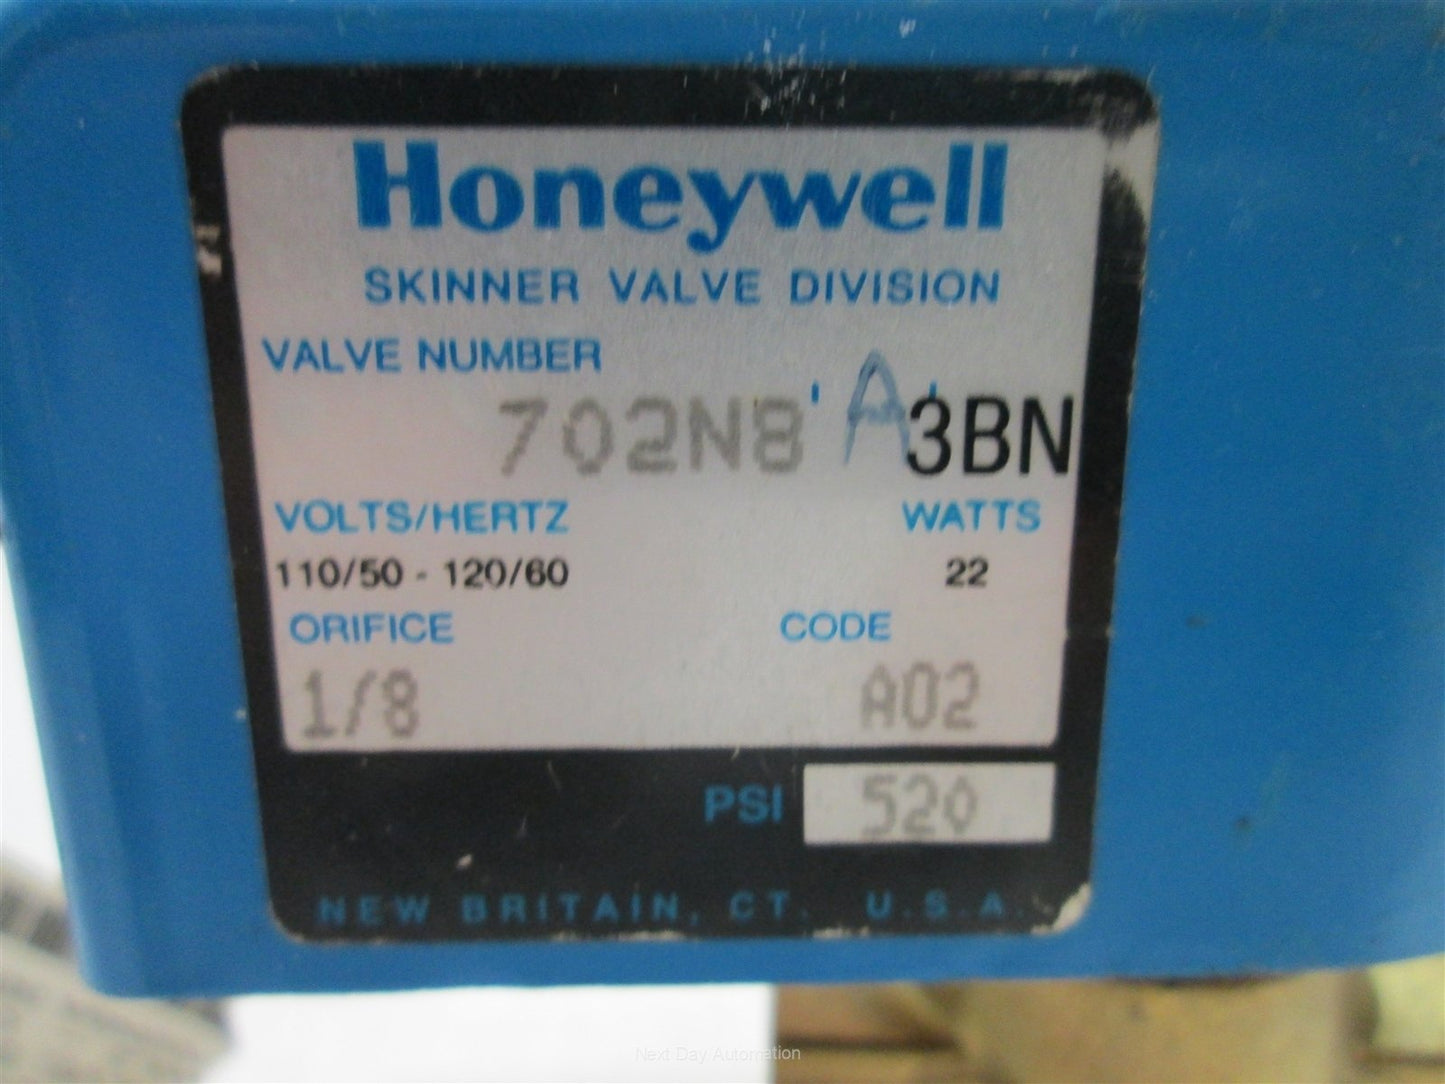 Honeywell
SKINNER VALVE DIVISION
VALVE NUMBER
702N8 ' A 3BN
VOLTS/HERTZ WATTS
110/50 - 120/60 22
ORIFICE CODE
1/8 A02
PSI 520
NEW BRITAIN, CT. U.S.A.
Next Day Automation